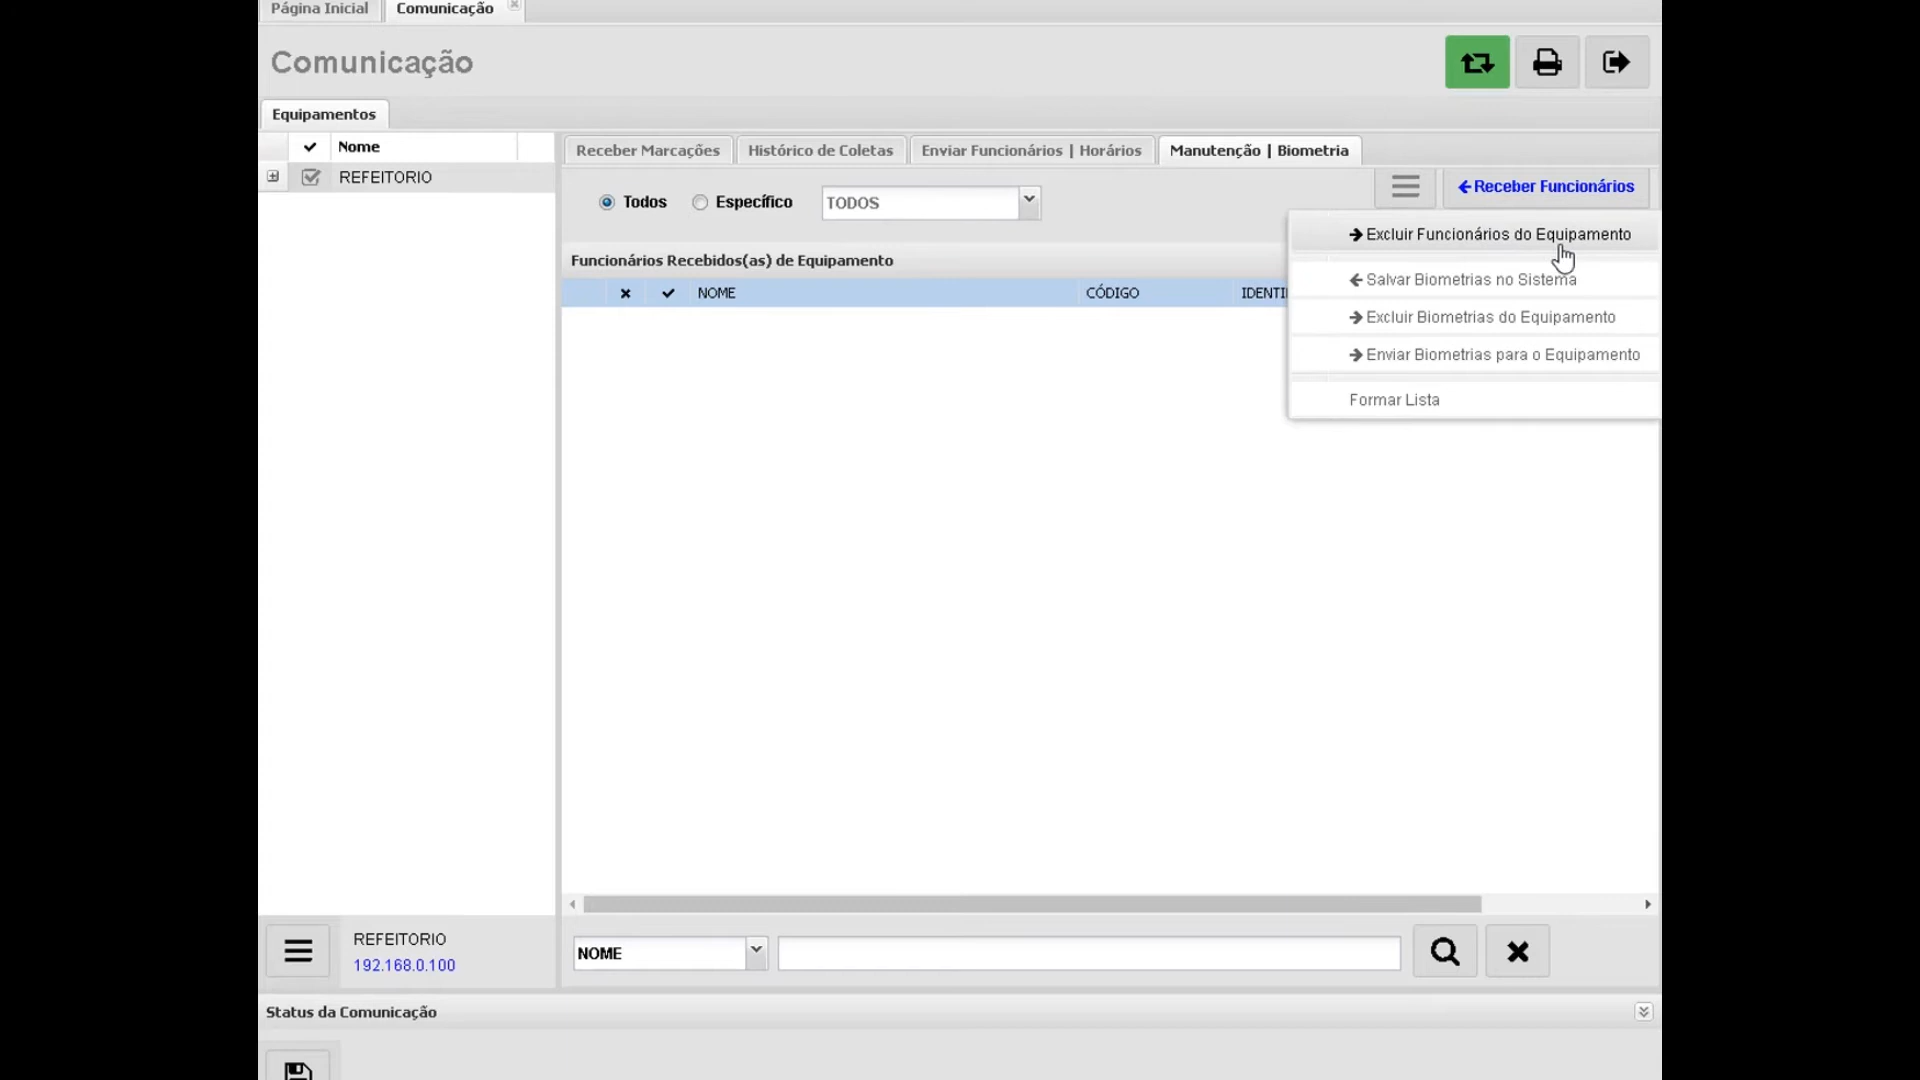 Página Inicial
Comunicação
Comunicação
Equipamentos
Nome
REFEITORIO
Receber Marcações
Histórico de Coletas
Enviar Funcionários | Horários
Manutenção | Biometria
Todos
Específico
TODOS
Receber Funcionários
Excluir Funcionários do Equipamento
Salvar Biometrias no Sistema
Excluir Biometrias do Equipamento
Enviar Biometrias para o Equipamento
Formar Lista
Funcionários Recebidos(as) de Equipamento
NOME
CÓDIGO
IDENTI
REFEITORIO
192.168.0.100
NOME
Status da Comunicação